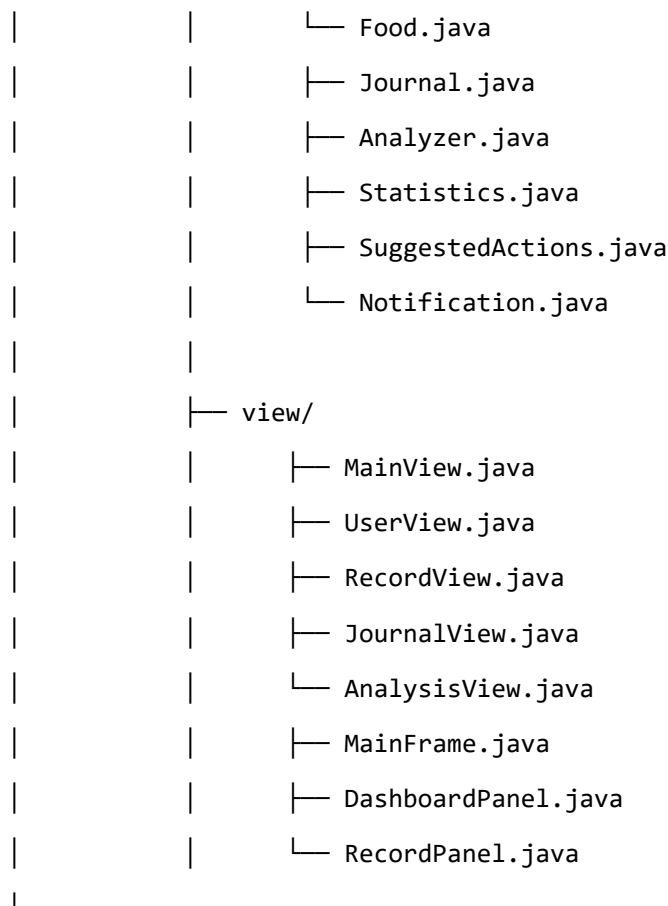 │ │ └── Food.java
│ │ ├── Journal.java
│ │ ├── Analyzer.java
│ │ ├── Statistics.java
│ │ ├── SuggestedActions.java
│ │ └── Notification.java
│ │
│ ├── view/
│ │ ├── MainView.java
│ │ ├── UserView.java
│ │ ├── RecordView.java
│ │ ├── JournalView.java
│ │ └── AnalysisView.java
│ │ ├── MainFrame.java
│ │ ├── DashboardPanel.java
│ │ └── RecordPanel.java
│